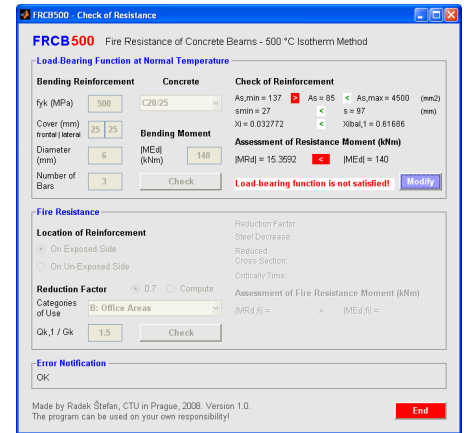 FRCB500 - Check of Resistance
FRCB500 Fire Resistance of Concrete Beams - 500 °C Isotherm Method
Load-Bearing Function at Normal Temperature
Bending Reinforcement Concrete Check of Reinforcement
fyk (MPa) 500 C20/25 As,min = 137 > As = 85 < As,max = 4500 (mm2)
smin = 27 < s = 97 (mm)
Cover (mm) 25 25 Xi = 0.032772 < Xibal,1 = 0.61686
frontal | lateral Bending Moment
Assessment of Resistance Moment (kNm)
Diameter (mm) 6 |MEd| (kNm) 140 |MRd| = 15.3592 < |MEd| = 140
Number of Bars 3 Check Load-bearing function is not satisfied! Modify
Fire Resistance
Location of Reinforcement Reduction Factor:
Steel Decrease:
On Exposed Side Reduced Cross Section:
On Un-Exposed Side Critically Time:
Reduction Factor 0.7 Compute Assessment of Fire Resistance Moment (kNm)
Categories of Use B: Office Areas |MRd,fi| = > |MEd,fi| =
Qk,1 / Gk 1.5 Check
Error Notification
OK
Made by Radek Štefan, CTU in Prague, 2008. Version 1.0.
The program can be used on your own responsibility! End